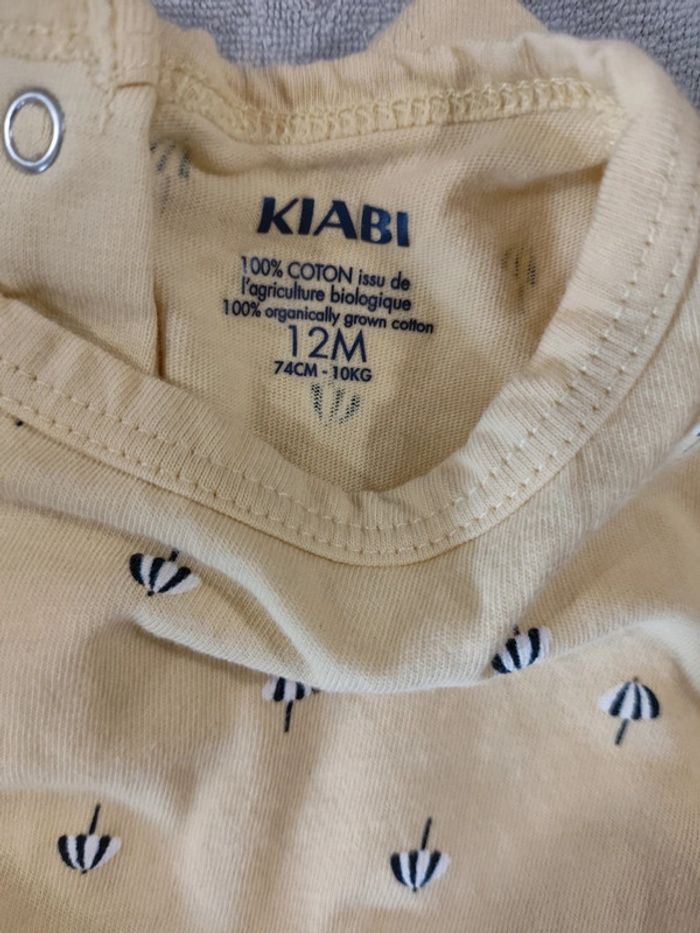 KIABI
100% COTON issu de
l'agriculture biologique
100% organically grown cotton
12M
74CM - 10KG